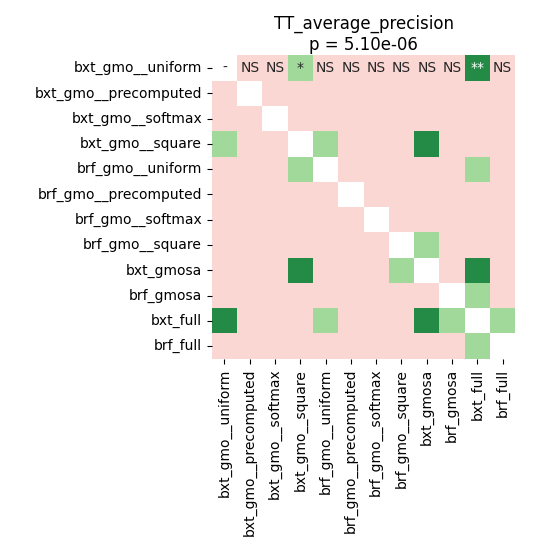 TT_average_precision
p = 5.10e-06
bxt_gmo__uniform - NS NS * NS NS NS NS NS NS ** NS
bxt_gmo__precomputed
bxt_gmo__softmax
bxt_gmo__square
brf_gmo__uniform
brf_gmo__precomputed
brf_gmo__softmax
brf_gmo__square
bxt_gmosa
brf_gmosa
bxt_full
brf_full
bxt_gmo__uniform
bxt_gmo__precomputed
bxt_gmo__softmax
bxt_gmo__square
brf_gmo__uniform
brf_gmo__precomputed
brf_gmo__softmax
brf_gmo__square
bxt_gmosa
brf_gmosa
bxt_full
brf_full